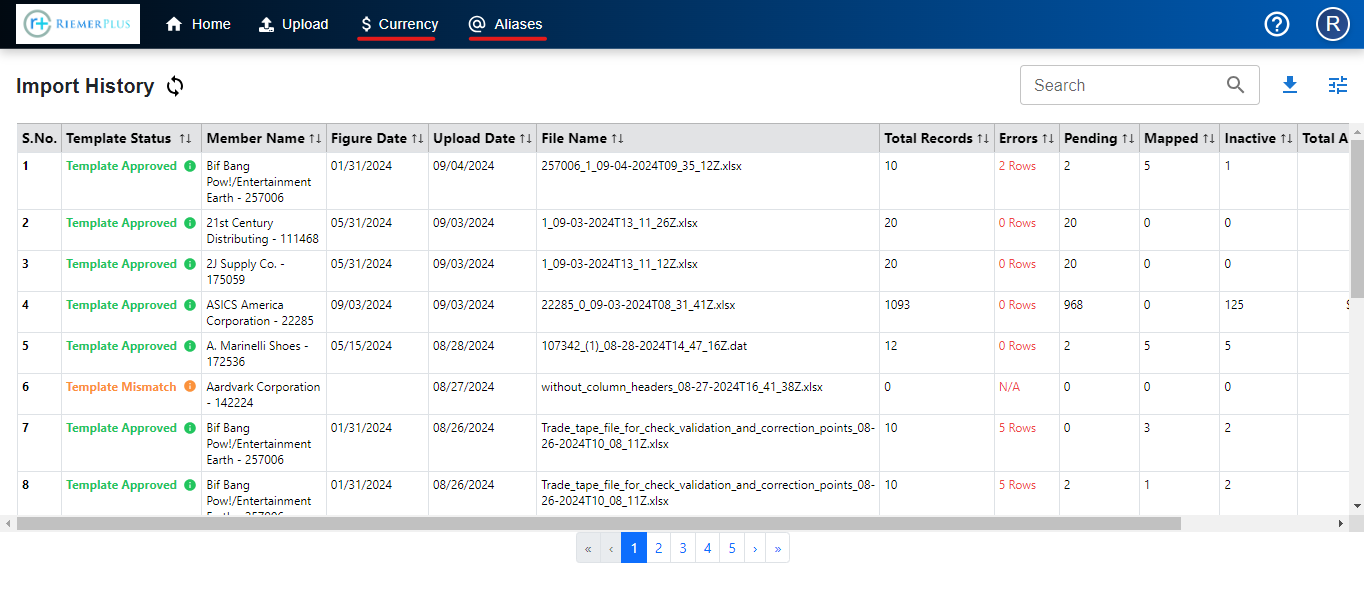 r+ RIEMERPLUS Home Upload $ Currency @ Aliases ? R
Import History Search
S.No. Template Status ↑↓ Member Name ↑↓ Figure Date ↑↓ Upload Date ↑↓ File Name ↑↓ Total Records ↑↓ Errors ↑↓ Pending ↑↓ Mapped ↑↓ Inactive ↑↓ Total A
1 Template Approved Bif Bang 01/31/2024 09/04/2024 257006_1_09-04-2024T09_35_12Z.xlsx 10 2 Rows 2 5 1
Pow!/Entertainment
Earth - 257006
2 Template Approved 21st Century 05/31/2024 09/03/2024 1_09-03-2024T13_11_26Z.xlsx 20 0 Rows 20 0 0
Distributing - 111468
3 Template Approved 2J Supply Co. - 05/31/2024 09/03/2024 1_09-03-2024T13_11_12Z.xlsx 20 0 Rows 20 0 0
175059
4 Template Approved ASICS America 09/03/2024 09/03/2024 22285_0_09-03-2024T08_31_41Z.xlsx 1093 0 Rows 968 0 125
Corporation - 22285
5 Template Approved A. Marinelli Shoes - 05/15/2024 08/28/2024 107342_(1)_08-28-2024T14_47_16Z.dat 12 0 Rows 2 5 5
172536
6 Template Mismatch Aardvark Corporation 08/27/2024 without_column_headers_08-27-2024T16_41_38Z.xlsx 0 N/A 0 0 0
- 142224
7 Template Approved Bif Bang 01/31/2024 08/26/2024 Trade_tape_file_for_check_validation_and_correction_points_08- 10 5 Rows 0 3 2
Pow!/Entertainment 26-2024T10_08_11Z.xlsx
Earth - 257006
8 Template Approved Bif Bang 01/31/2024 08/26/2024 Trade_tape_file_for_check_validation_and_correction_points_08- 10 5 Rows 2 1 2
Pow!/Entertainment 26-2024T10_08_11Z.xlsx
« ‹ 1 2 3 4 5 › »